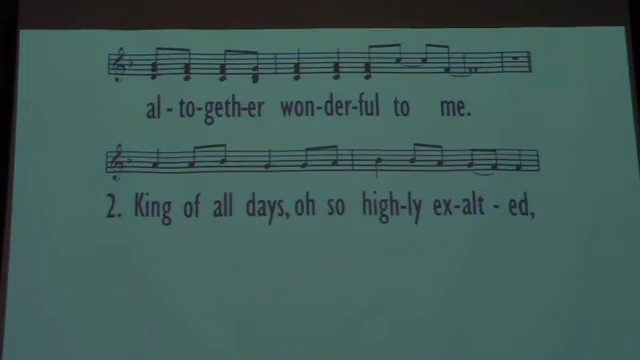 al - to-geth-er won-der-ful to me.
2. King of all days, oh so high-ly ex-alt - ed,